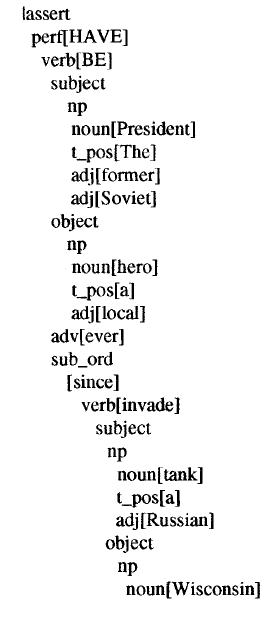 lassert
perf[HAVE]
verb[BE]
subject
np
noun[President]
t_pos[The]
adj[former]
adj[Soviet]
object
np
noun[hero]
t_pos[a]
adj[local]
adv[ever]
sub_ord
[since]
verb[invade]
subject
np
noun[tank]
t_pos[a]
adj[Russian]
object
np
noun[Wisconsin]